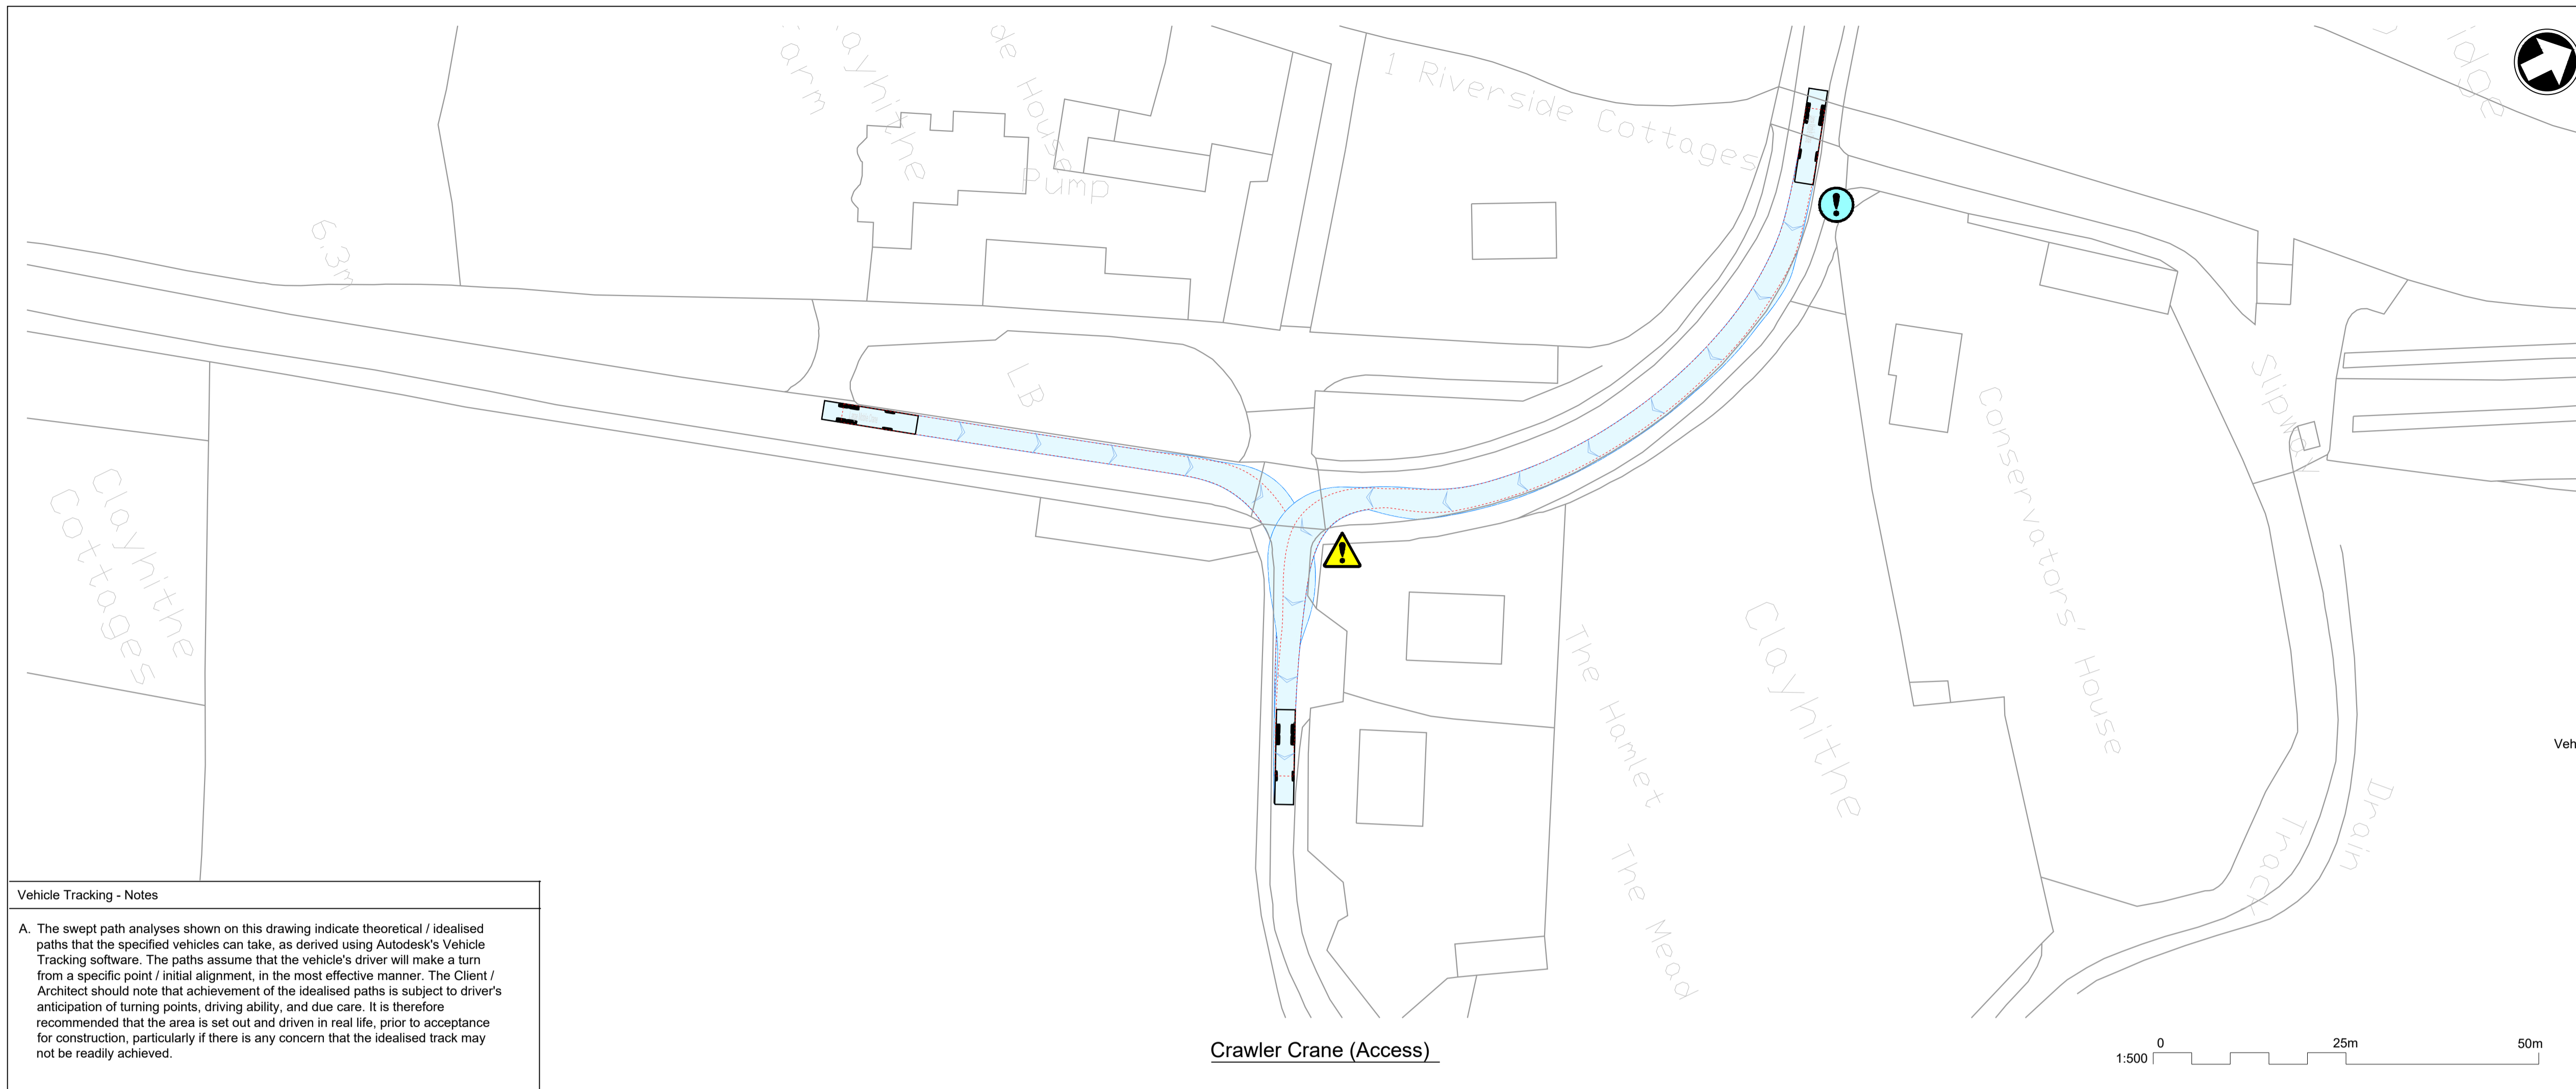 1 Riverside Cottages
de House
Pump
63m
LB
Clayhithe
Cottages
Slipway
Conservators' House
Clayhithe
The Hamlet
The Mead
Drain
Track
Veh
Vehicle Tracking - Notes
A. The swept path analyses shown on this drawing indicate theoretical / idealised
paths that the specified vehicles can take, as derived using Autodesk's Vehicle
Tracking software. The paths assume that the vehicle's driver will make a turn
from a specific point / initial alignment, in the most effective manner. The Client /
Architect should note that achievement of the idealised paths is subject to driver's
anticipation of turning points, driving ability, and due care. It is therefore
recommended that the area is set out and driven in real life, prior to acceptance
for construction, particularly if there is any concern that the idealised track may
not be readily achieved.
Crawler Crane (Access)
0 25m 50m
1:500